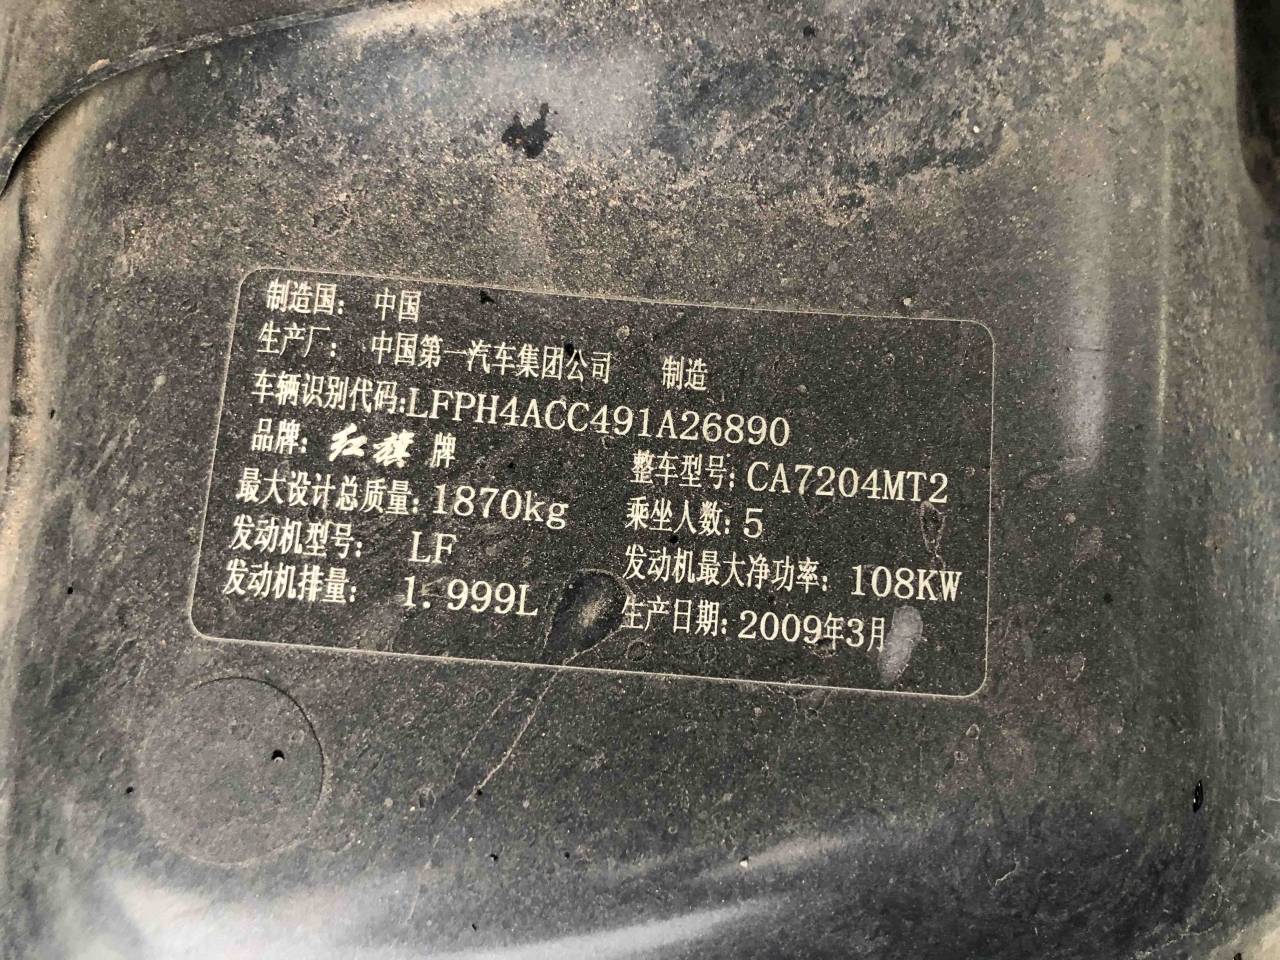 制造国： 中国
生产厂： 中国第一汽车集团公司 制造
车辆识别代码:LFPH4ACC491A26890
品牌： 红旗 牌 整车型号: CA7204MT2
最大设计总质量: 1870kg 乘坐人数: 5
发动机型号: LF 发动机最大净功率: 108KW
发动机排量: 1.999L 生产日期: 2009年3月